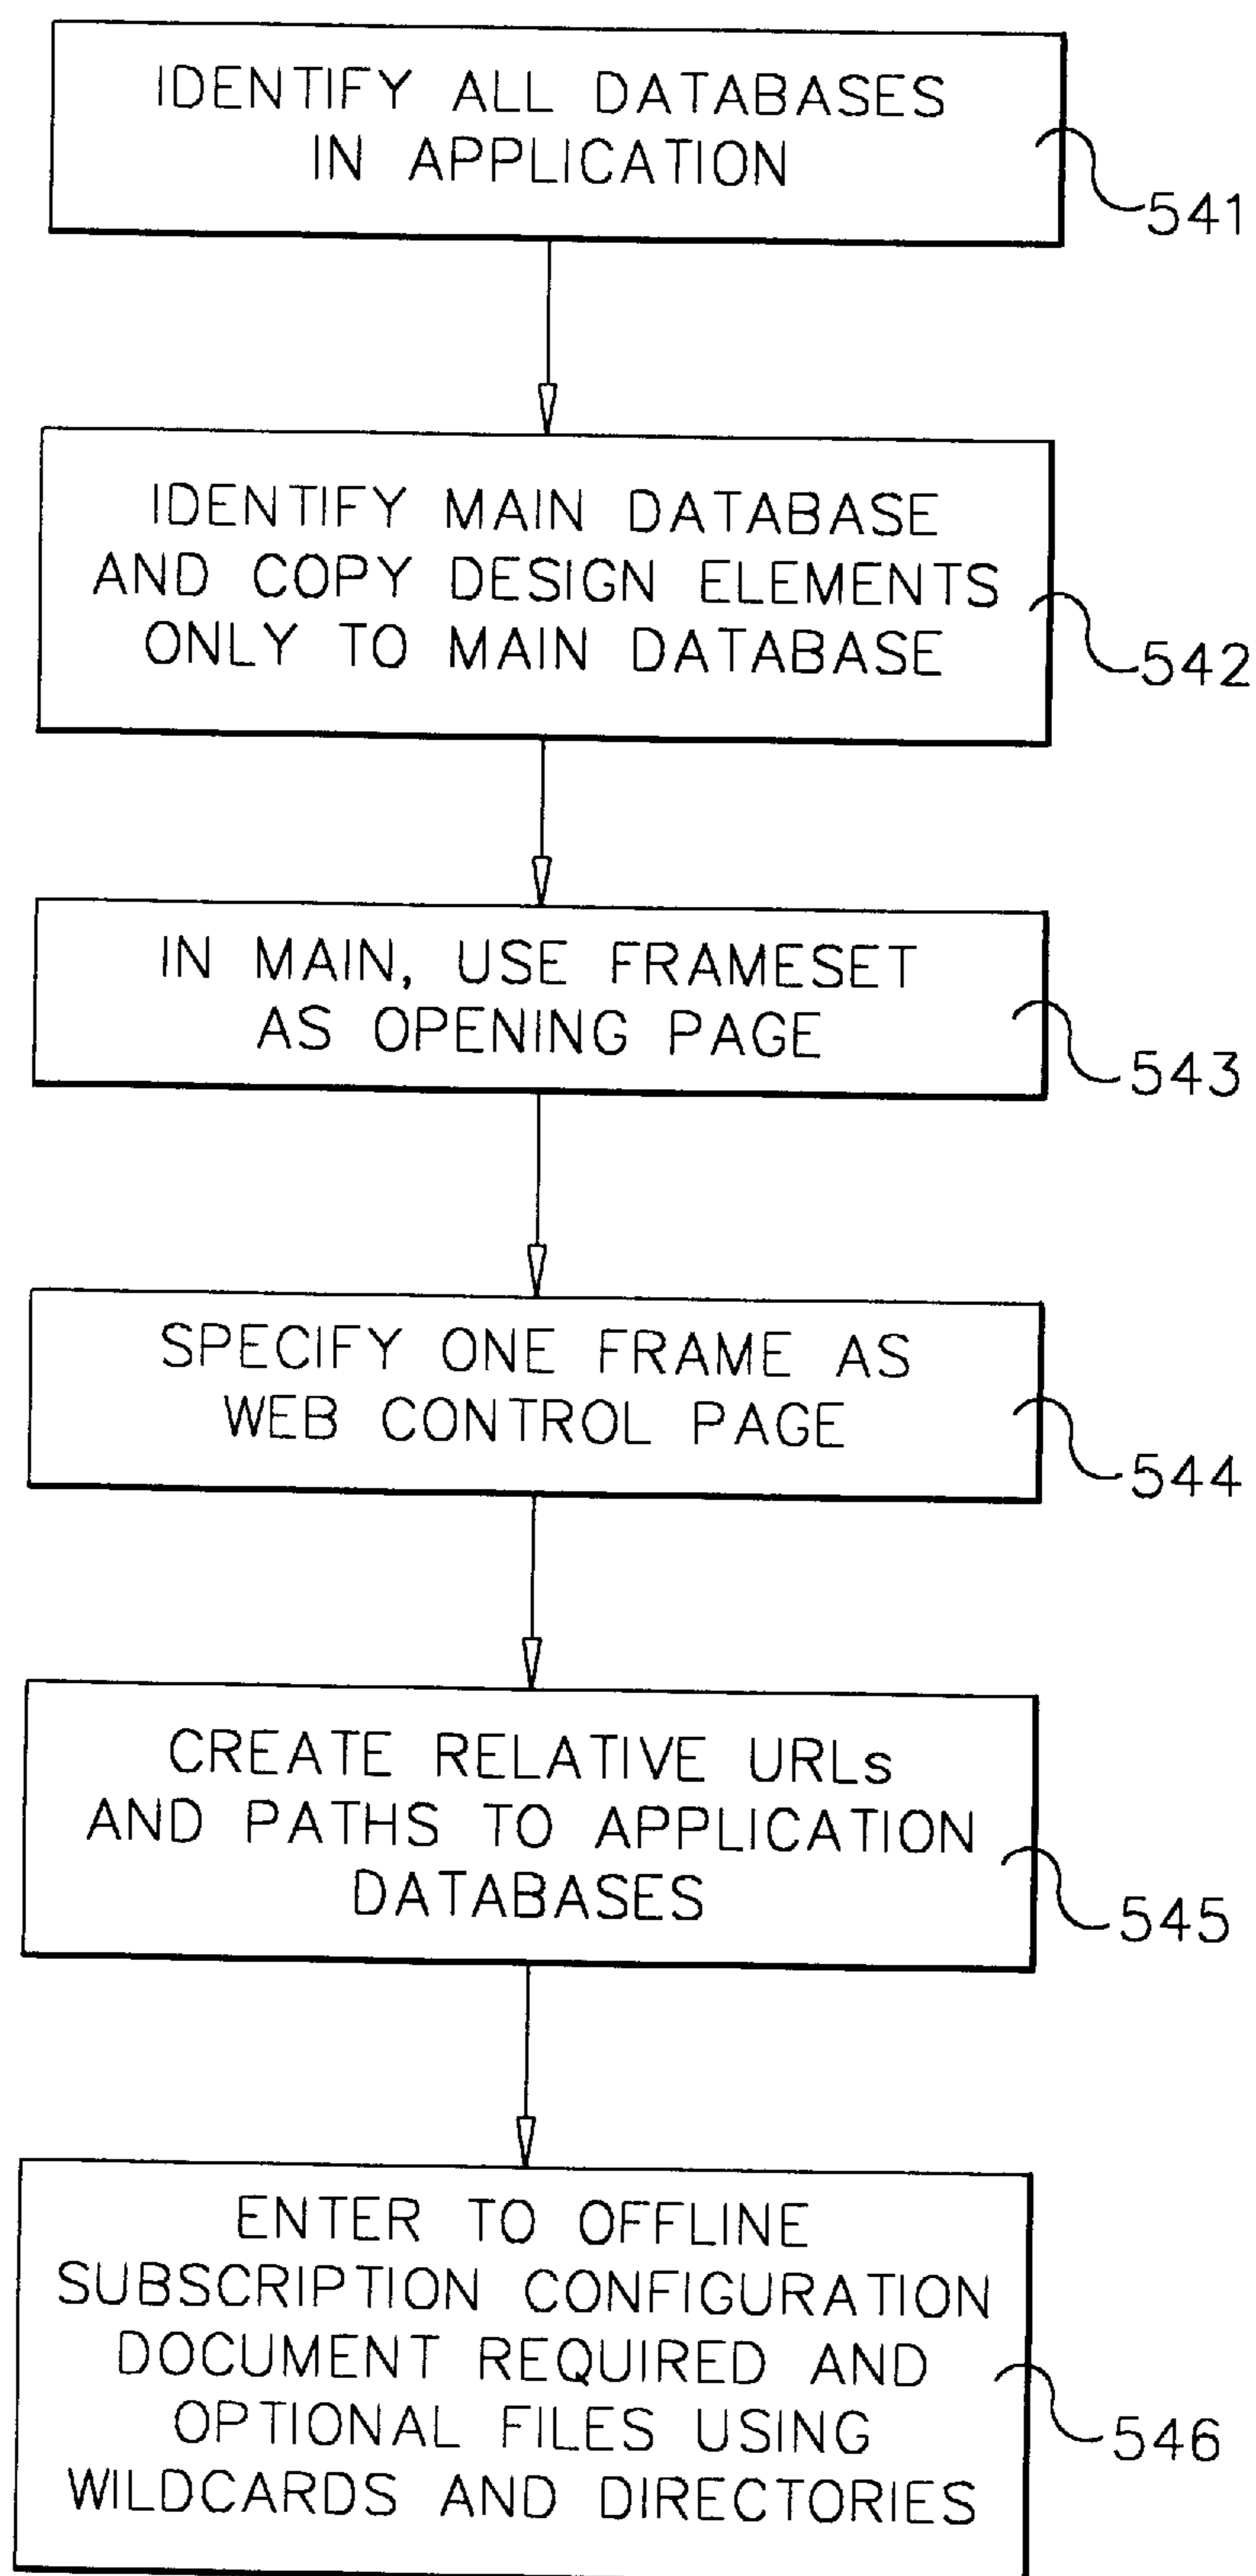 IDENTIFY ALL DATABASES
IN APPLICATION
541
IDENTIFY MAIN DATABASE
AND COPY DESIGN ELEMENTS
ONLY TO MAIN DATABASE
542
IN MAIN, USE FRAMESET
AS OPENING PAGE
543
SPECIFY ONE FRAME AS
WEB CONTROL PAGE
544
CREATE RELATIVE URLs
AND PATHS TO APPLICATION
DATABASES
545
ENTER TO OFFLINE
SUBSCRIPTION CONFIGURATION
DOCUMENT REQUIRED AND
OPTIONAL FILES USING
WILDCARDS AND DIRECTORIES
546